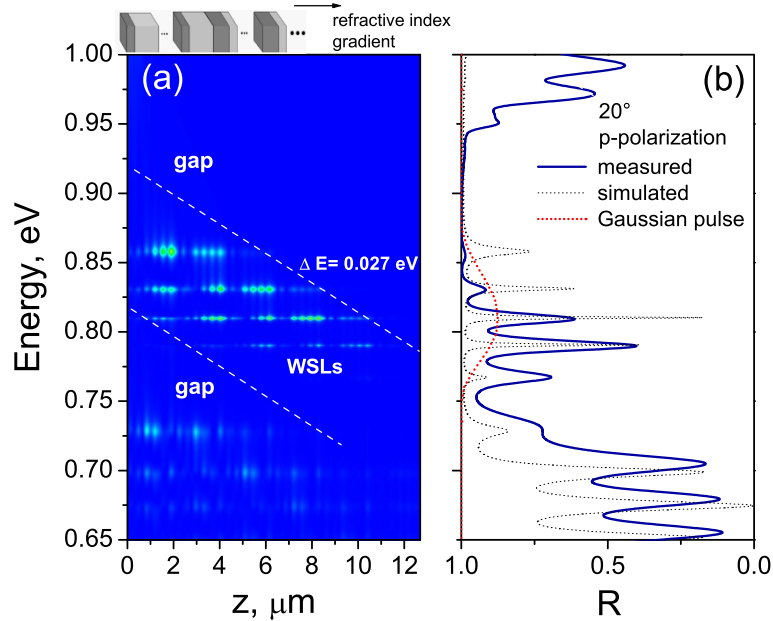 refractive index
gradient
(a)
gap
Δ E= 0.027 eV
WSLs
gap
Energy, eV
1.00
0.95
0.90
0.85
0.80
0.75
0.70
0.65
0
2
4
6
8
10
12
z, μm
(b)
20°
p-polarization
measured
simulated
Gaussian pulse
1.0
0.5
0.0
R